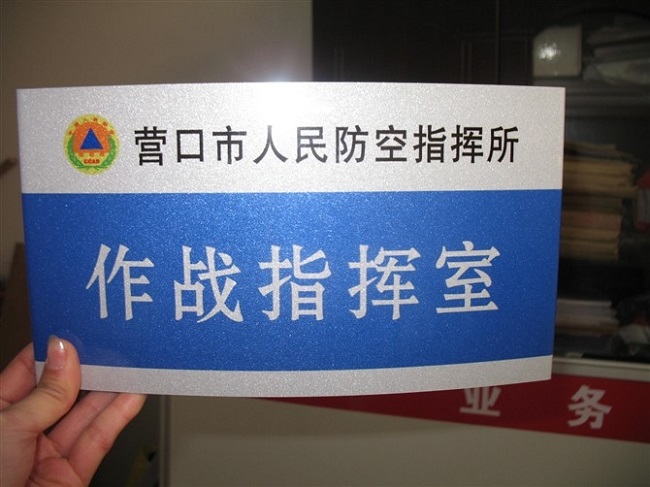 营口市人民防空指挥所
作战指挥室
业务